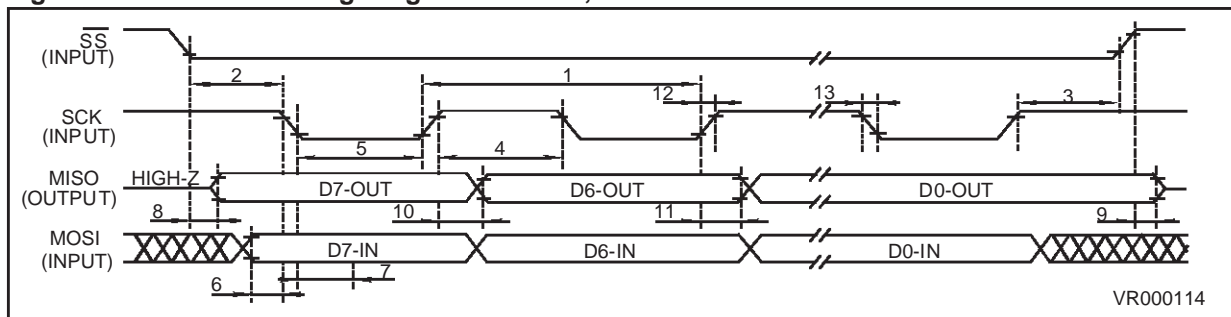 SS
(INPUT)
2
1
12
13
3
SCK
(INPUT)
5
4
MISO
(OUTPUT)
HIGH-Z
D7-OUT
D6-OUT
D0-OUT
8
10
11
9
MOSI
(INPUT)
D7-IN
D6-IN
D0-IN
6
7
VR000114